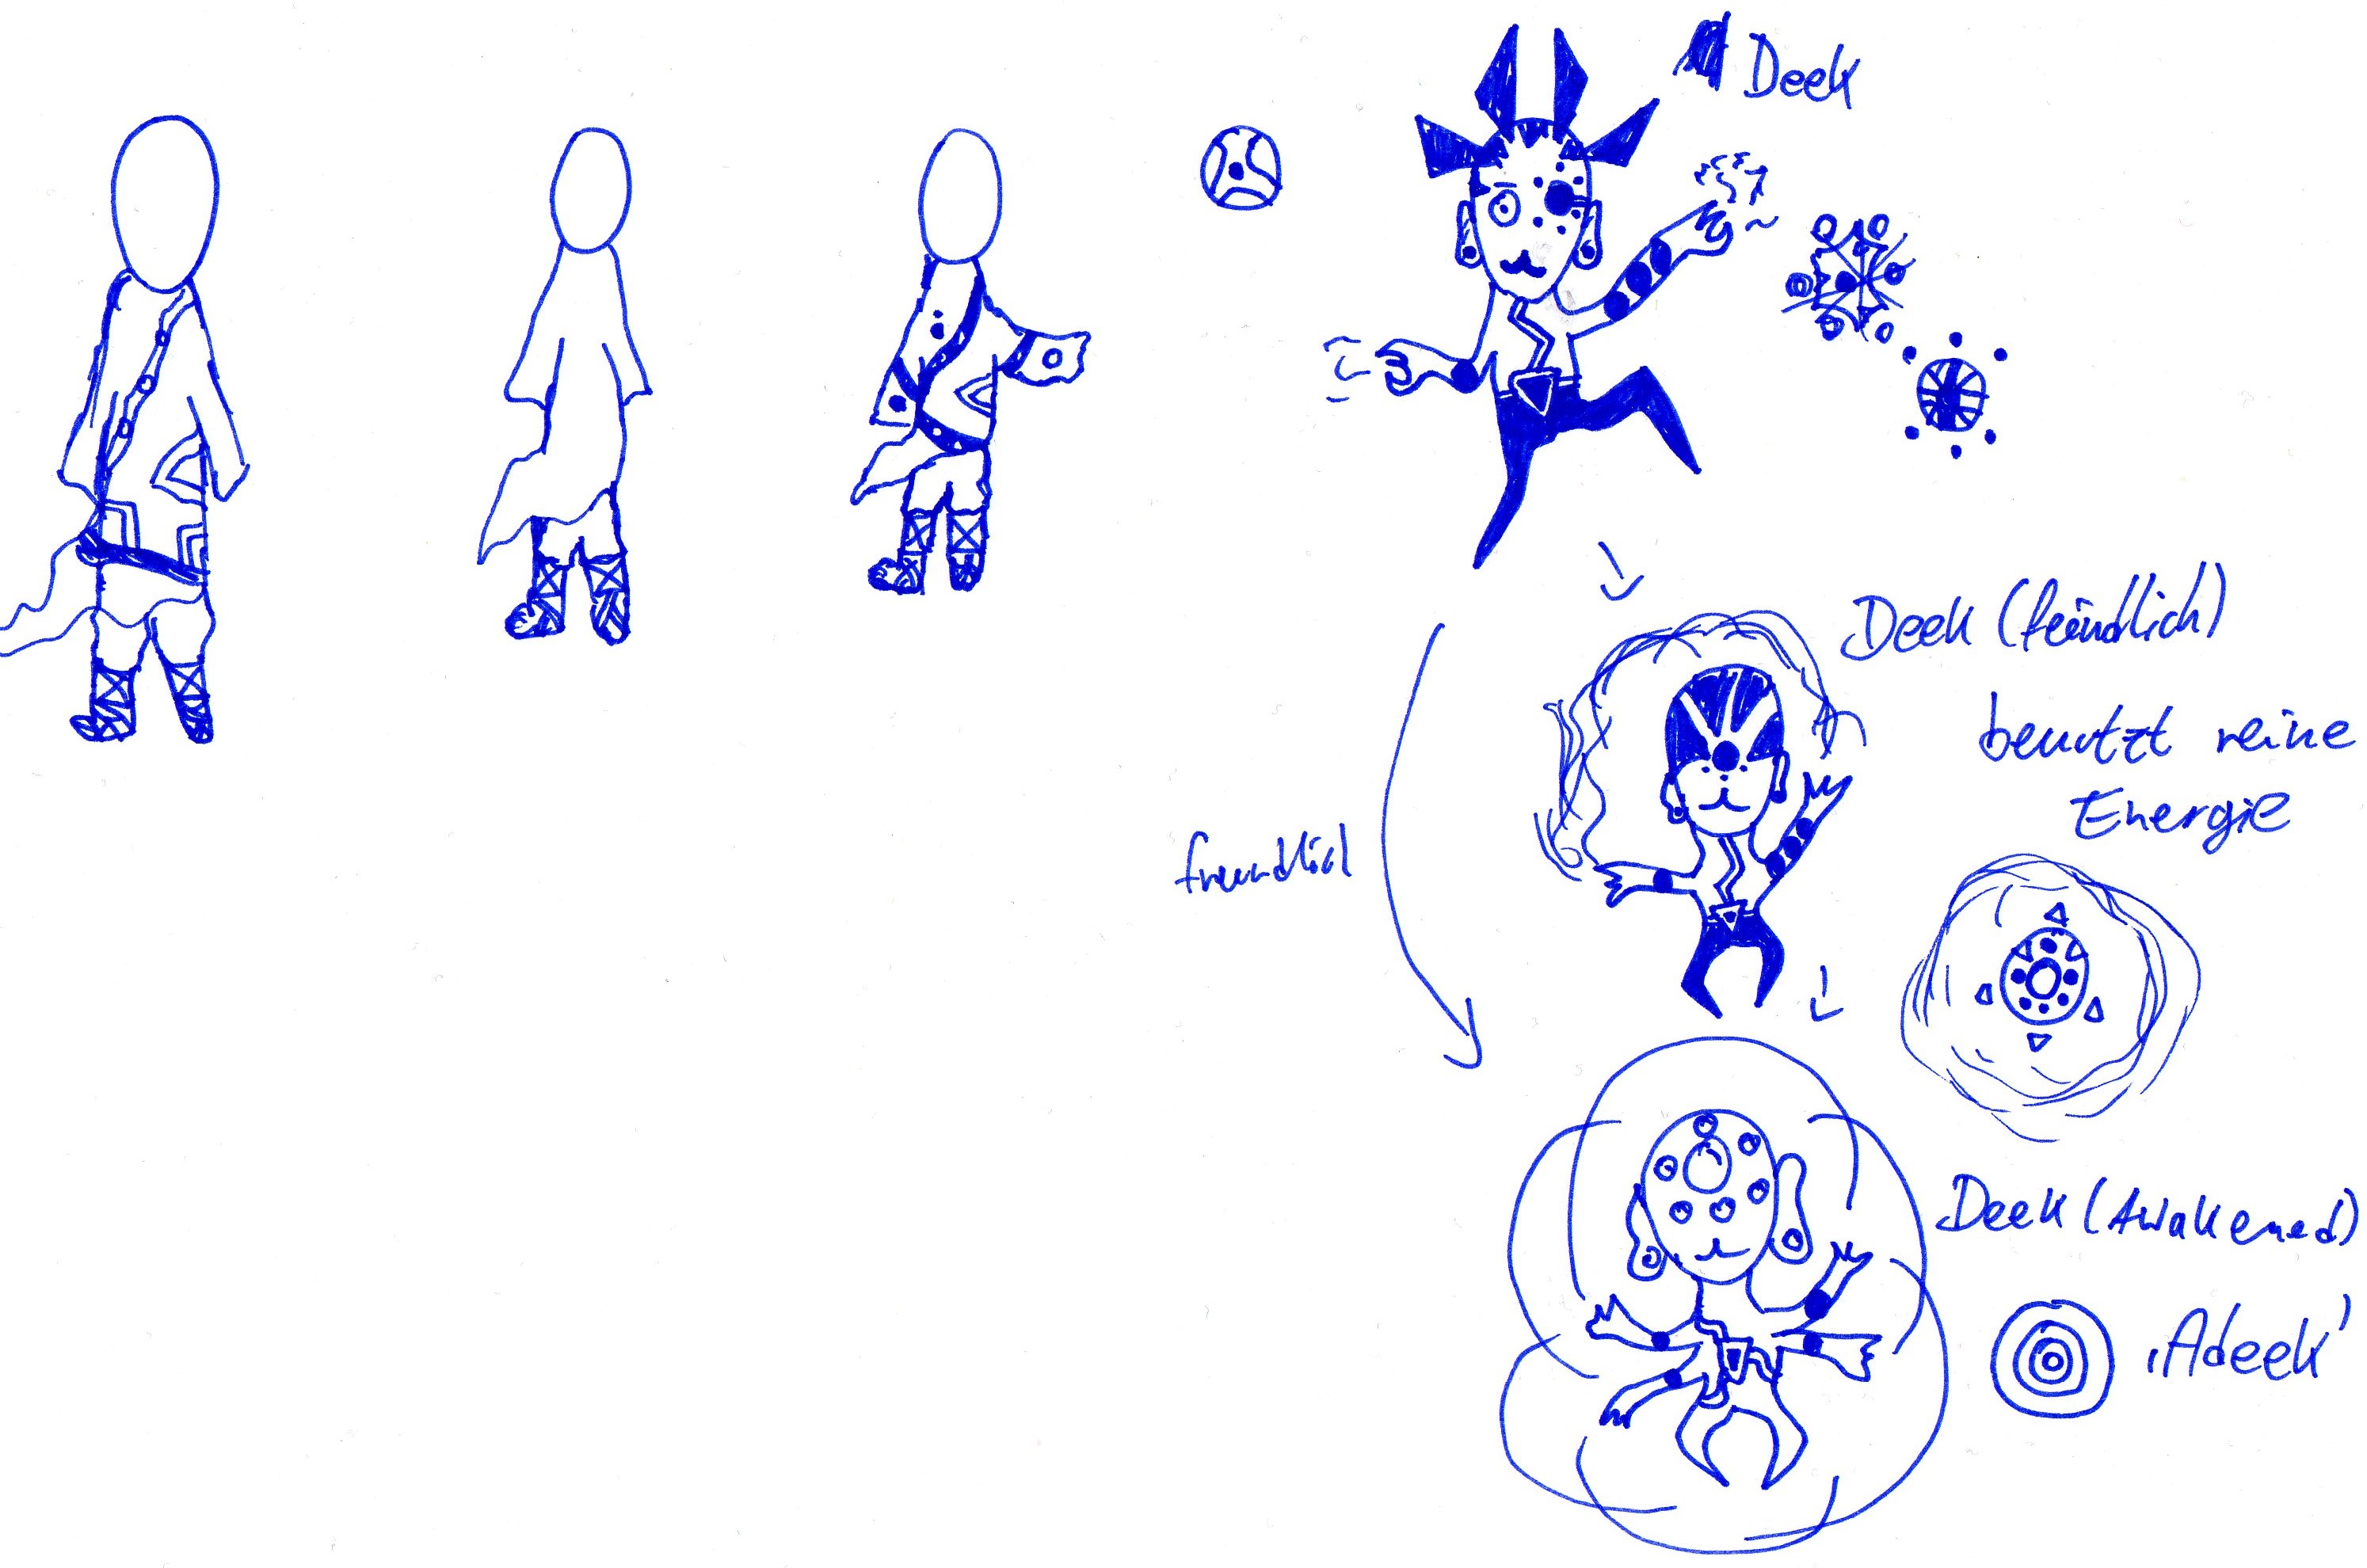 Deek
Deek (feindlich)
benutzt reine
Energie
freundlich
Deek (Awakened)
'Adeek'